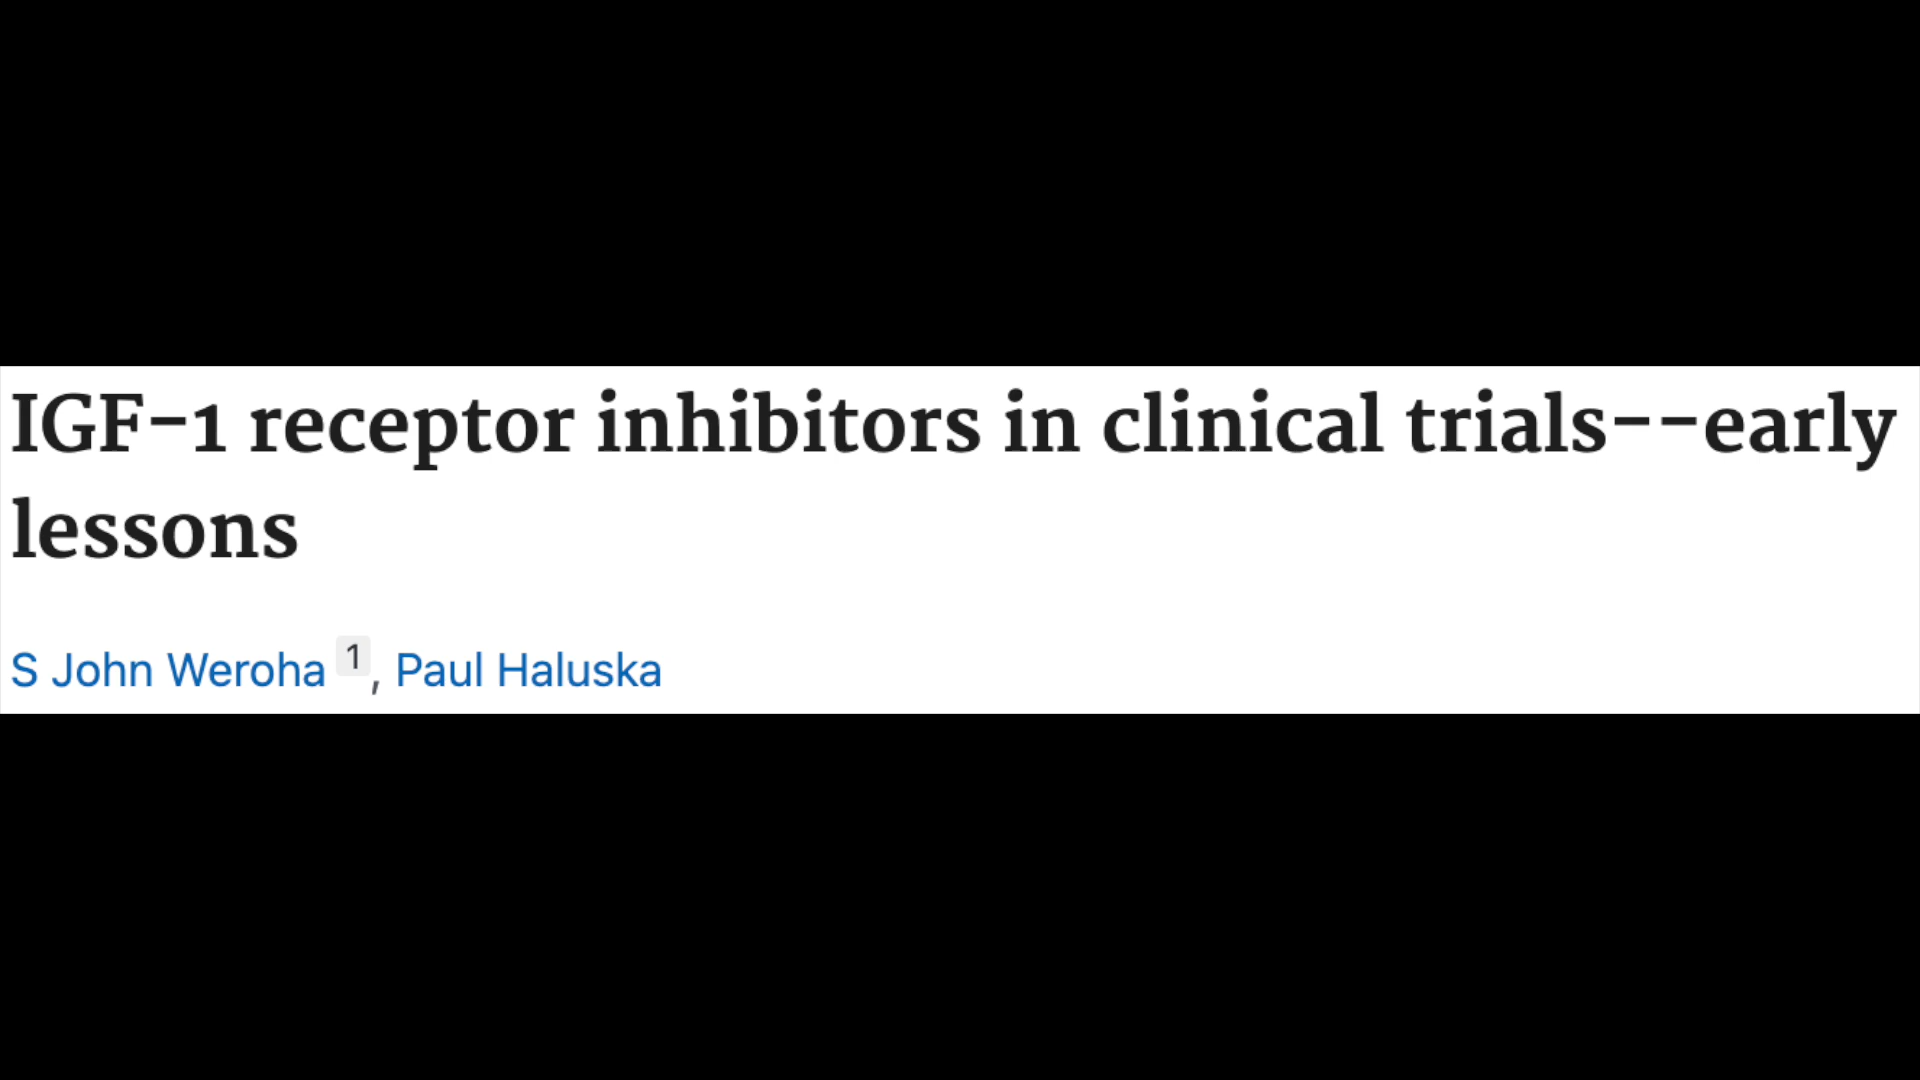 IGF-1 receptor inhibitors in clinical trials--early
lessons
S John Weroha 1, Paul Haluska